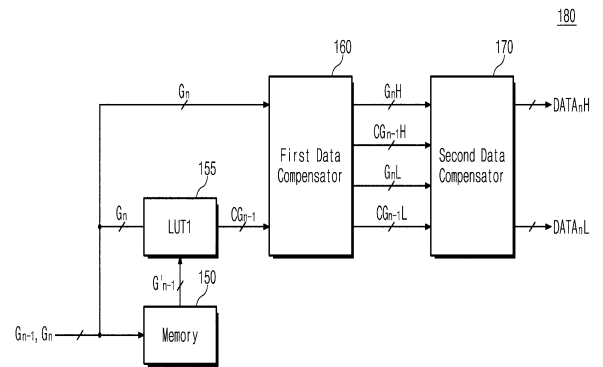 180
160
170
Gn
GnH
DATAnH
First Data
Compensator
CGn-1H
Second Data
Compensator
155
GnL
Gn
LUT1
CGn-1
CGn-1L
DATAnL
G'n-1
150
Gn-1, Gn
Memory